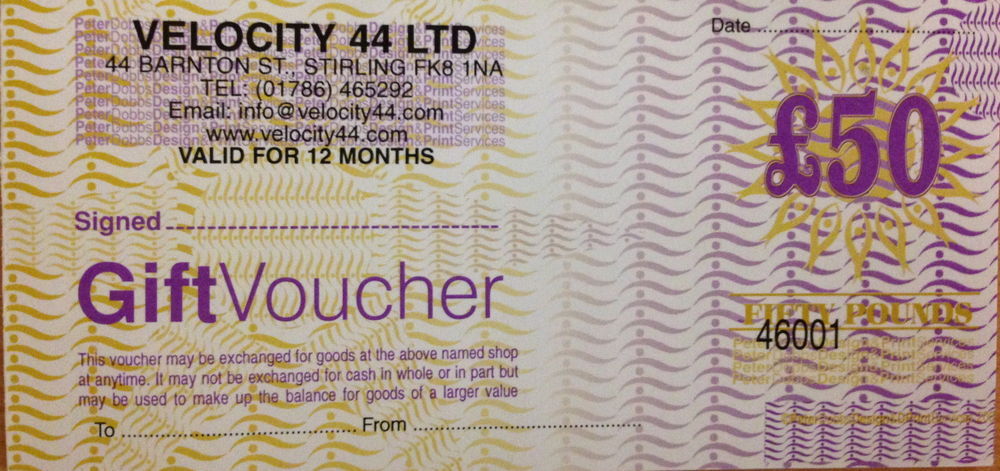 VELOCITY 44 LTD
44 BARNTON ST., STIRLING FK8 1NA
TEL: (01786) 465292
Email: info@velocity44.com
www.velocity44.com
VALID FOR 12 MONTHS
Date
£50
Signed
GiftVoucher
FIFTY POUNDS
46001
This voucher may be exchanged for goods at the above named shop
at anytime. It may not be exchanged for cash in whole or in part but
may be used to make up the balance for goods of a larger value
To From
PeterDobbsDesign&PrintServices